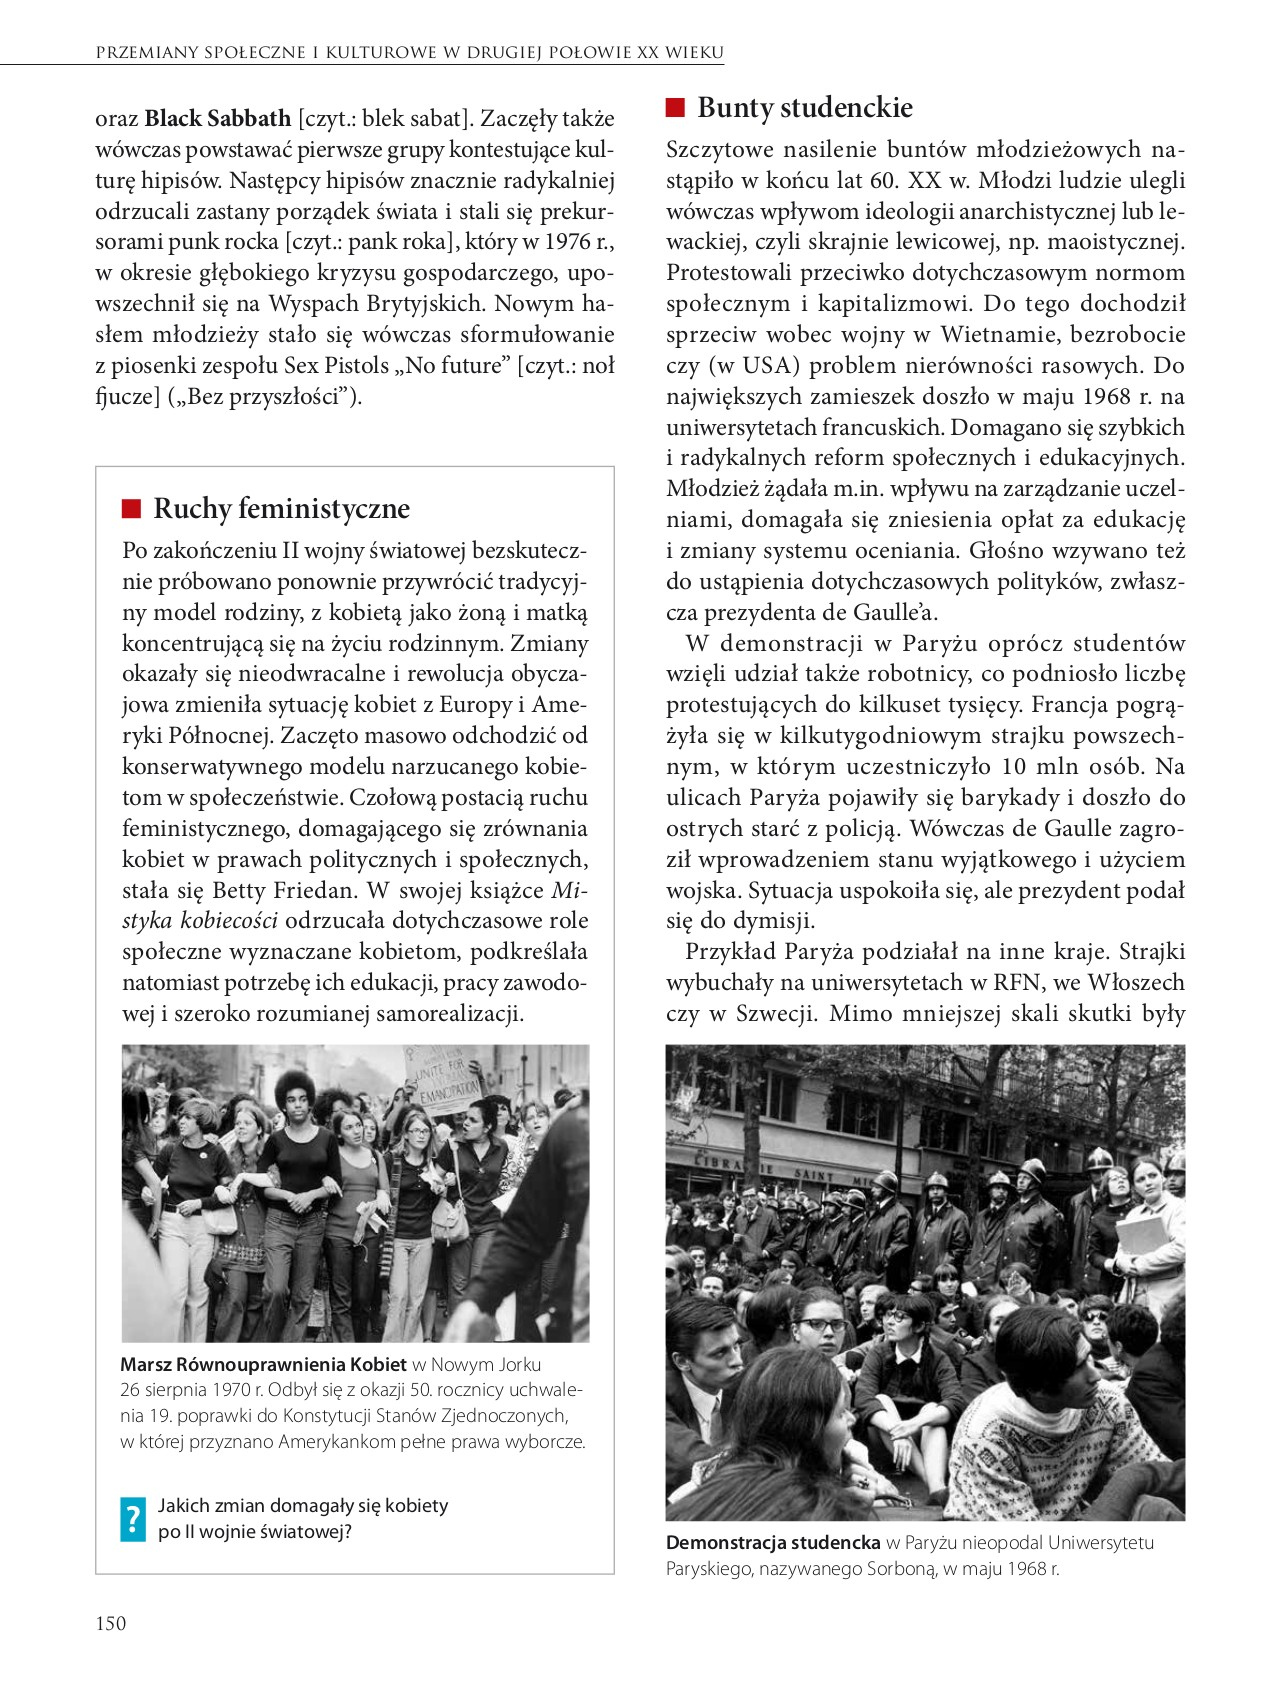 PRZEMIANY SPOŁECZNE I KULTUROWE W DRUGIEJ POŁOWIE XX WIEKU
oraz Black Sabbath [czyt.: blek sabat]. Zaczęły także
wówczas powstawać pierwsze grupy kontestujące kul-
turę hipisów. Następcy hipisów znacznie radykalniej
odrzucali zastany porządek świata i stali się prekur-
sorami punk rocka [czyt.: pank roka], który w 1976 r.,
w okresie głębokiego kryzysu gospodarczego, upo-
wszechnił się na Wyspach Brytyjskich. Nowym ha-
słem młodzieży stało się wówczas sformułowanie
z piosenki zespołu Sex Pistols „No future” [czyt.: noł
fjucze] („Bez przyszłości”).
Ruchy feministyczne
Po zakończeniu II wojny światowej bezskutecz-
nie próbowano ponownie przywrócić tradycyj-
ny model rodziny, z kobietą jako żoną i matką
koncentrującą się na życiu rodzinnym. Zmiany
okazały się nieodwracalne i rewolucja obycza-
jowa zmieniła sytuację kobiet z Europy i Ame-
ryki Północnej. Zaczęto masowo odchodzić od
konserwatywnego modelu narzucanego kobie-
tom w społeczeństwie. Czołową postacią ruchu
feministycznego, domagającego się zrównania
kobiet w prawach politycznych i społecznych,
stała się Betty Friedan. W swojej książce Mi-
styka kobiecości odrzucała dotychczasowe role
społeczne wyznaczane kobietom, podkreślała
natomiast potrzebę ich edukacji, pracy zawodo-
wej i szeroko rozumianej samorealizacji.
UNITE FOR
EMANCIPATION
Marsz Równouprawnienia Kobiet w Nowym Jorku
26 sierpnia 1970 r. Odbył się z okazji 50. rocznicy uchwale-
nia 19. poprawki do Konstytucji Stanów Zjednoczonych,
w której przyznano Amerykankom pełne prawa wyborcze.
? Jakich zmian domagały się kobiety
po II wojnie światowej?
Bunty studenckie
Szczytowe nasilenie buntów młodzieżowych na-
stąpiło w końcu lat 60. XX w. Młodzi ludzie ulegli
wówczas wpływom ideologii anarchistycznej lub le-
wackiej, czyli skrajnie lewicowej, np. maoistycznej.
Protestowali przeciwko dotychczasowym normom
społecznym i kapitalizmowi. Do tego dochodził
sprzeciw wobec wojny w Wietnamie, bezrobocie
czy (w USA) problem nierówności rasowych. Do
największych zamieszek doszło w maju 1968 r. na
uniwersytetach francuskich. Domagano się szybkich
i radykalnych reform społecznych i edukacyjnych.
Młodzież żądała m.in. wpływu na zarządzanie uczel-
niami, domagała się zniesienia opłat za edukację
i zmiany systemu oceniania. Głośno wzywano też
do ustąpienia dotychczasowych polityków, zwłasz-
cza prezydenta de Gaulle’a.
W demonstracji w Paryżu oprócz studentów
wzięli udział także robotnicy, co podniosło liczbę
protestujących do kilkuset tysięcy. Francja pogrą-
żyła się w kilkutygodniowym strajku powszech-
nym, w którym uczestniczyło 10 mln osób. Na
ulicach Paryża pojawiły się barykady i doszło do
ostrych starć z policją. Wówczas de Gaulle zagro-
ził wprowadzeniem stanu wyjątkowego i użyciem
wojska. Sytuacja uspokoiła się, ale prezydent podał
się do dymisji.
Przykład Paryża podziałał na inne kraje. Strajki
wybuchały na uniwersytetach w RFN, we Włoszech
czy w Szwecji. Mimo mniejszej skali skutki były
SAINT
Demonstracja studencka w Paryżu nieopodal Uniwersytetu
Paryskiego, nazywanego Sorboną, w maju 1968 r.
150